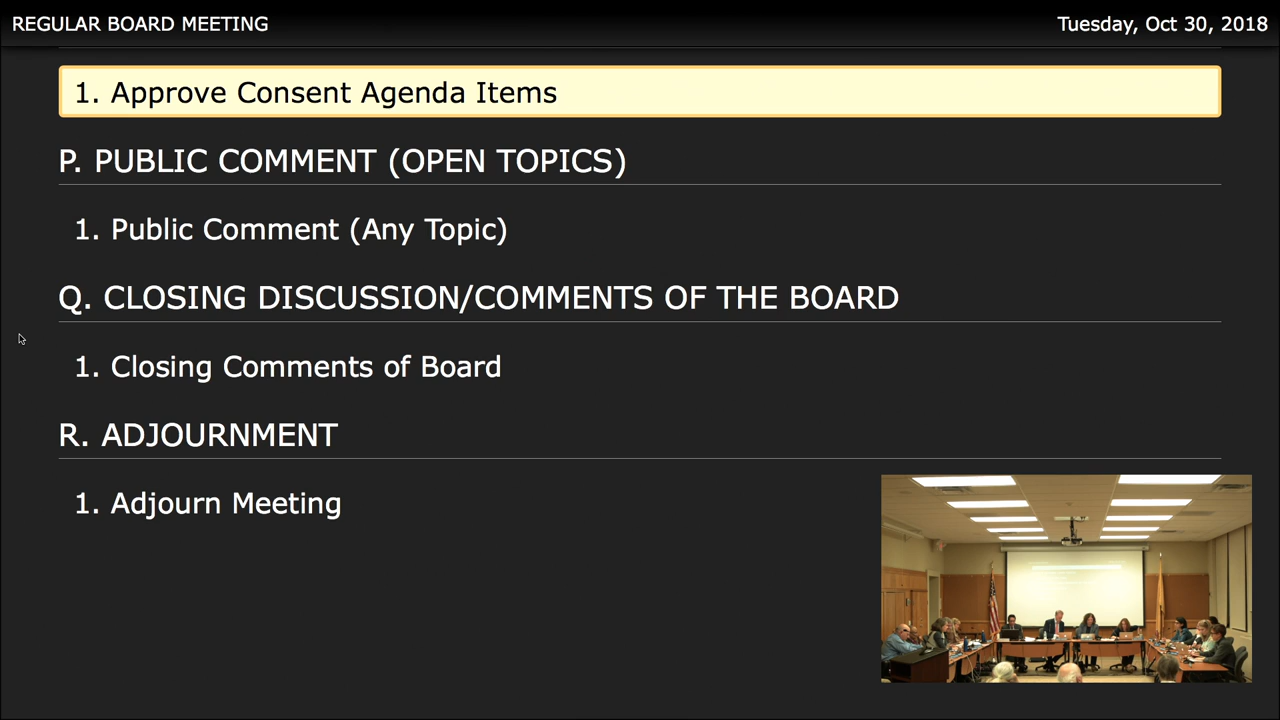 REGULAR BOARD MEETING
Tuesday, Oct 30, 2018
1. Approve Consent Agenda Items
P. PUBLIC COMMENT (OPEN TOPICS)
1. Public Comment (Any Topic)
Q. CLOSING DISCUSSION/COMMENTS OF THE BOARD
1. Closing Comments of Board
R. ADJOURNMENT
1. Adjourn Meeting